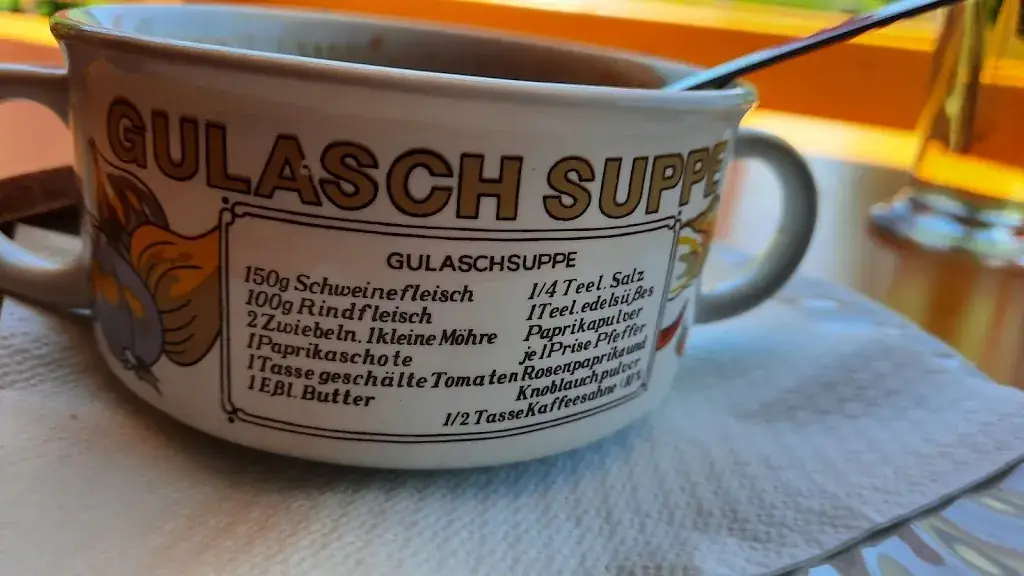 GULASCH SUPPE
GULASCHSUPPE
150g Schweinefleisch
100g Rindfleisch
2 Zwiebeln. 1 kleine Möhre
1 Paprikaschote
1 Tasse geschälte Tomaten
1 Eßl. Butter
1/4 Teel. Salz
1 Teel. edelsüßes
Paprikapulver
je 1 Prise Pfeffer
Rosenpaprika und
Knoblauchpulver
1/2 Tasse Kaffeesahne